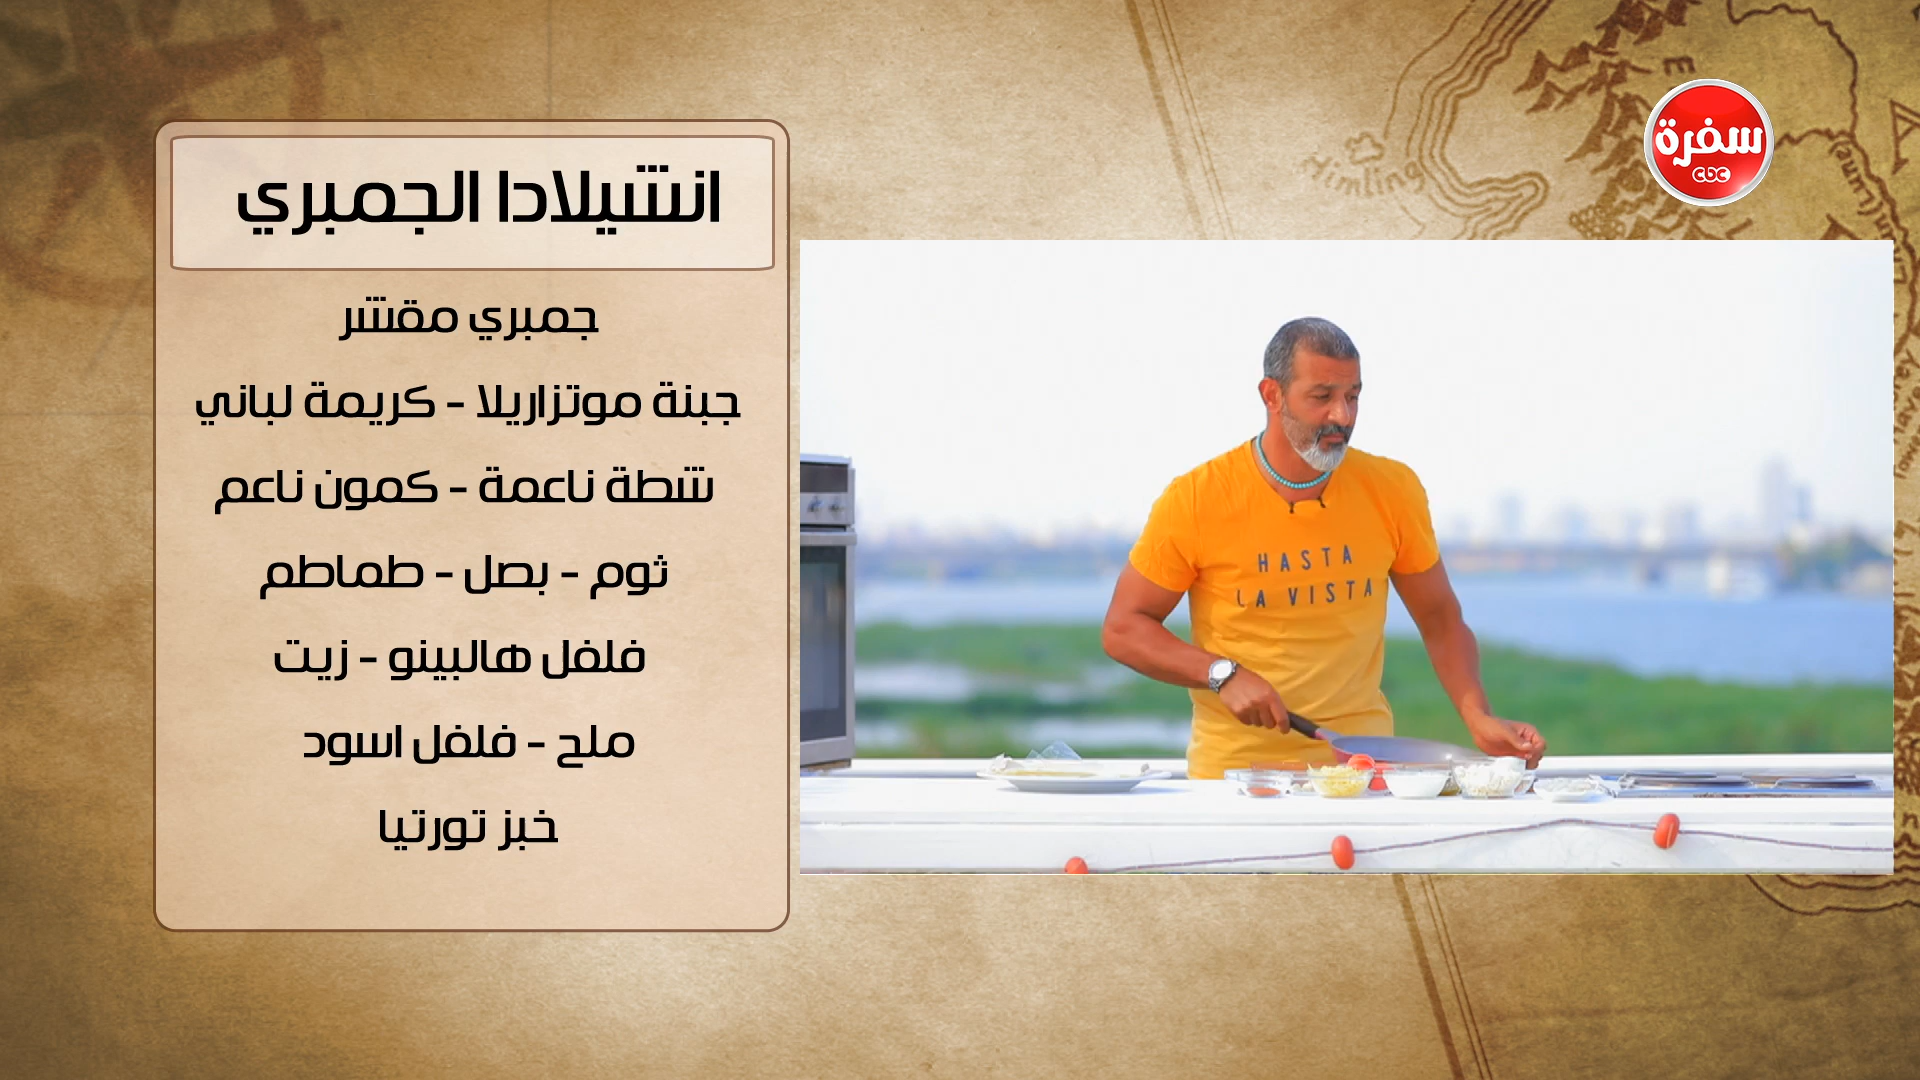 انشيلادا الجمبري
جمبري مقشر
جبنة موتزاريلا - كريمة لباني
شطة ناعمة - كمون ناعم
ثوم - بصل - طماطم
فلفل هالبينو - زيت
ملح - فلفل اسود
خبز تورتيا
سفرة
cbc
HASTA
LA VISTA